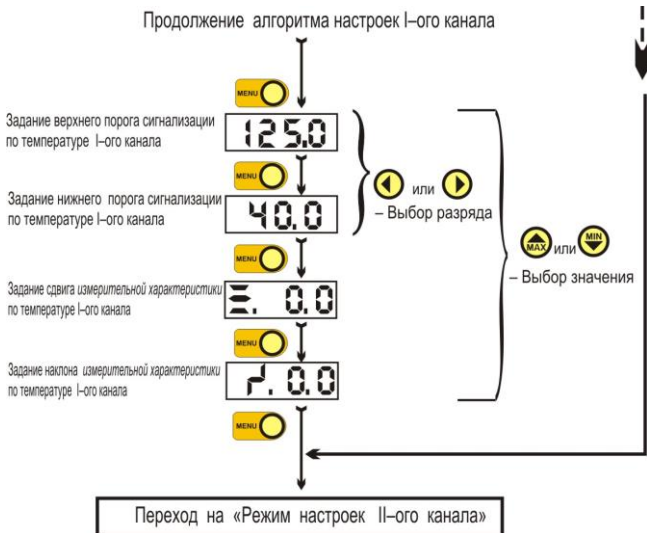 Продолжение алгоритма настроек I–ого канала
MENU
Задание верхнего порога сигнализации
по температуре I–ого канала
125.0
MENU
Задание нижнего порога сигнализации
по температуре I–ого канала
40.0
или
– Выбор разряда
MAX или MIN
– Выбор значения
MENU
Задание сдвига измерительной характеристики
по температуре I–ого канала
0.0
MENU
Задание наклона измерительной характеристики
по температуре I–ого канала
0.0
MENU
Переход на «Режим настроек II–ого канала»